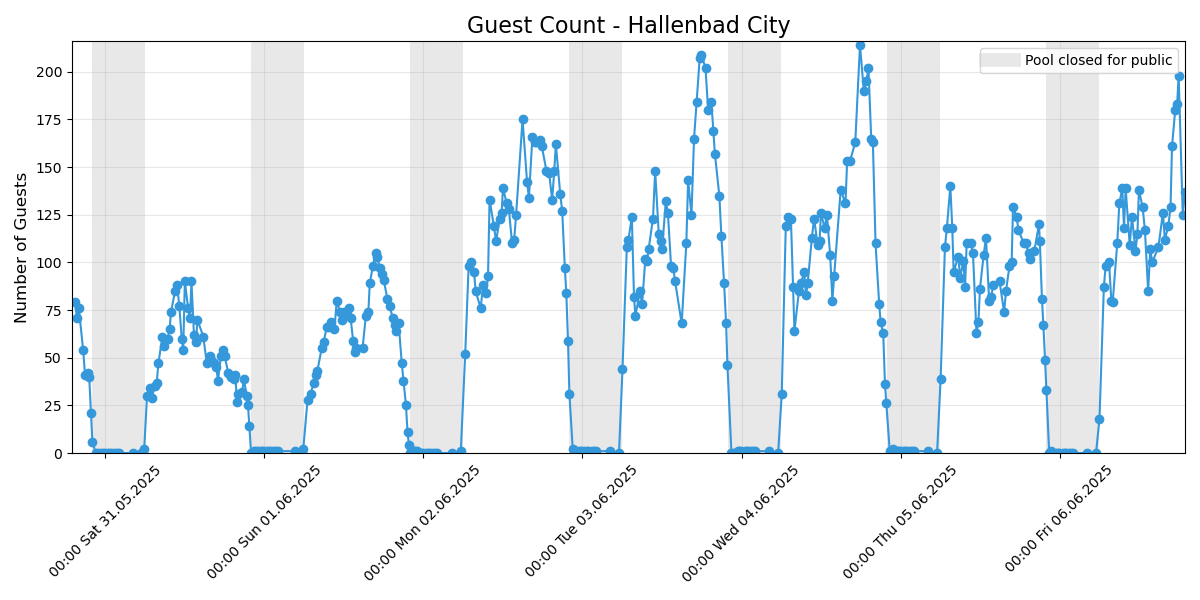 Guest Count - Hallenbad City
Pool closed for public
Number of Guests
200
175
150
125
100
75
50
25
0
00:00 Sat 31.05.2025
00:00 Sun 01.06.2025
00:00 Mon 02.06.2025
00:00 Tue 03.06.2025
00:00 Wed 04.06.2025
00:00 Thu 05.06.2025
00:00 Fri 06.06.2025